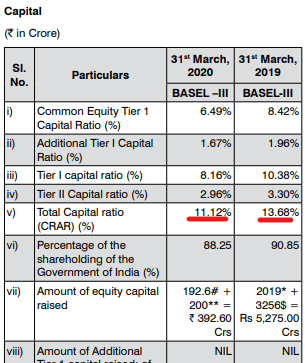 Capital
(₹ in Crore)
Sl. No. Particulars 31st March, 2020 31st March, 2019
BASEL –III BASEL-III
i) Common Equity Tier 1 Capital Ratio (%) 6.49% 8.42%
ii) Additional Tier I Capital Ratio (%) 1.67% 1.96%
iii) Tier I capital ratio (%) 8.16% 10.38%
iv) Tier II Capital ratio (%) 2.96% 3.30%
v) Total Capital ratio (CRAR) (%) 11.12% 13.68%
vi) Percentage of the shareholding of the Government of India (%) 88.25 90.85
vii) Amount of equity capital raised 192.6# + 200** = ₹ 392.60 Crs 2019* + 3256$ = Rs 5,275.00 Crs
viii) Amount of Additional NIL NIL